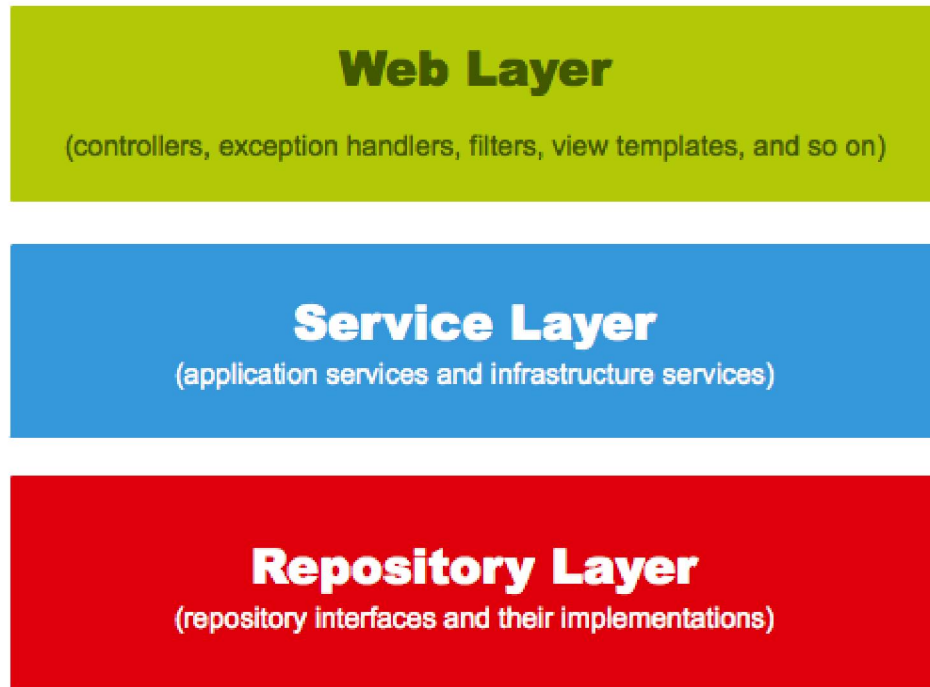 Web Layer
(controllers, exception handlers, filters, view templates, and so on)
Service Layer
(application services and infrastructure services)
Repository Layer
(repository interfaces and their implementations)